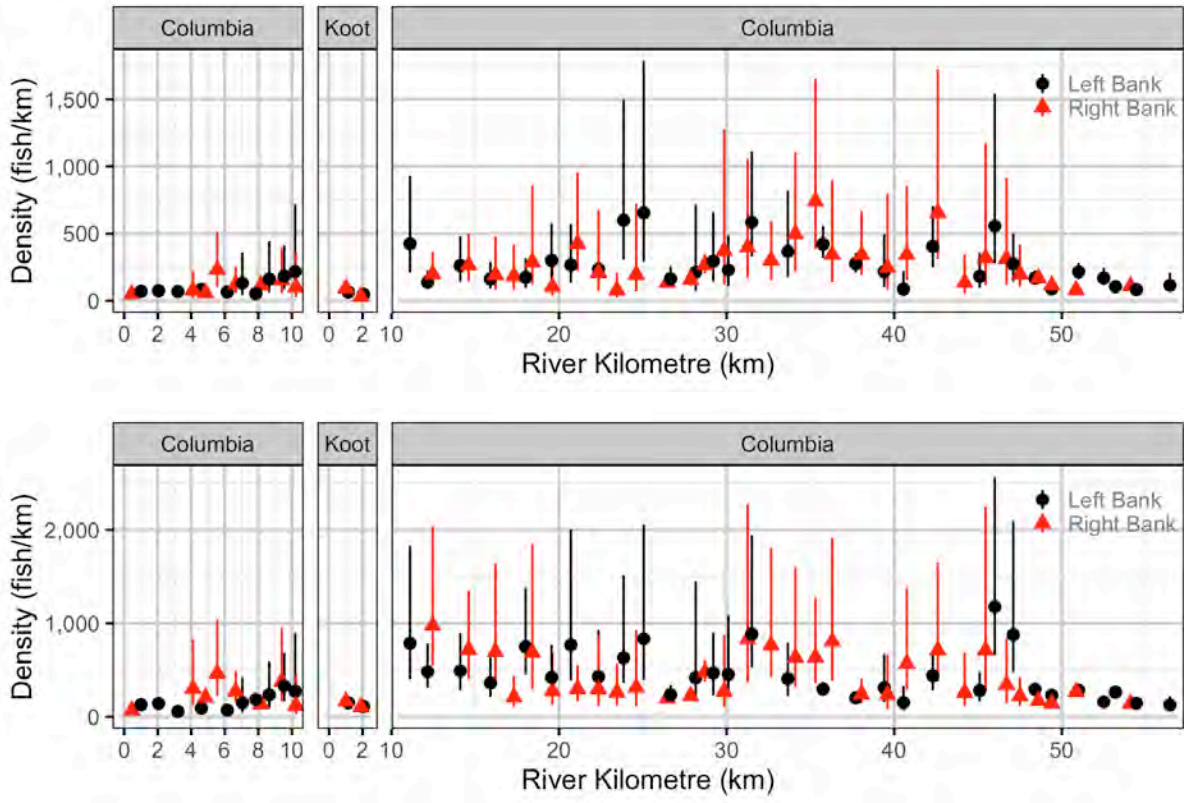 Columbia Koot Columbia
Density (fish/km)
1,500
1,000
500
0
Left Bank
Right Bank
0 2 4 6 8 10 0 2 10 20 30 40 50
River Kilometre (km)
Columbia Koot Columbia
Density (fish/km)
2,000
1,000
0
Left Bank
Right Bank
0 2 4 6 8 10 0 2 10 20 30 40 50
River Kilometre (km)